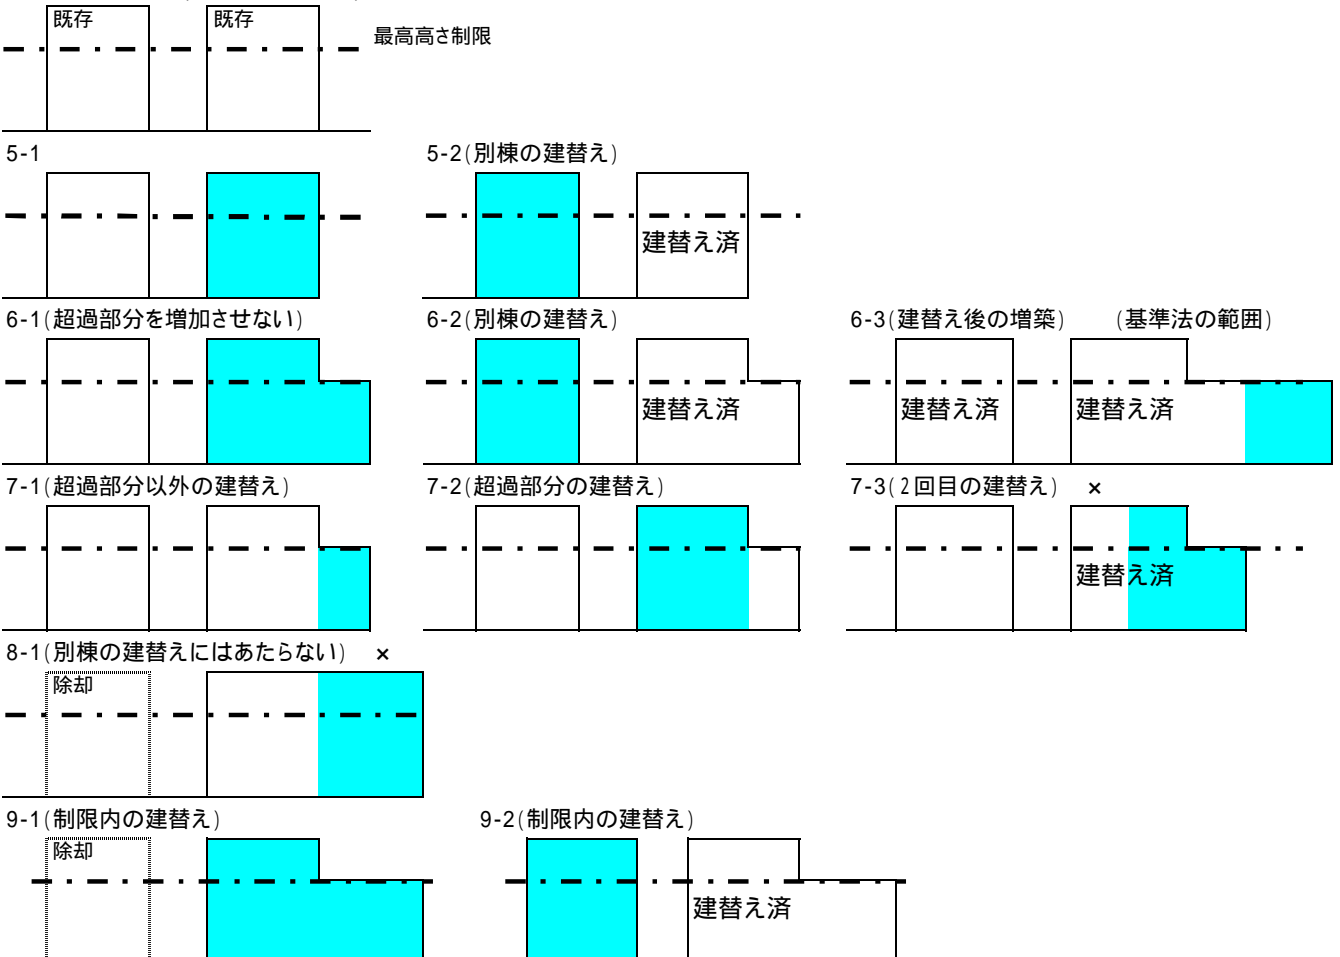 既存 既存
最高高さ制限
5-1 5-2(別棟の建替え)
建替え済
6-1(超過部分を増加させない) 6-2(別棟の建替え) 6-3(建替え後の増築) (基準法の範囲)
建替え済 建替え済 建替え済
7-1(超過部分以外の建替え) 7-2(超過部分の建替え) 7-3(2回目の建替え) ×
建替え済
8-1(別棟の建替えにはあたらない) ×
除却
9-1(制限内の建替え) 9-2(制限内の建替え)
除却
建替え済